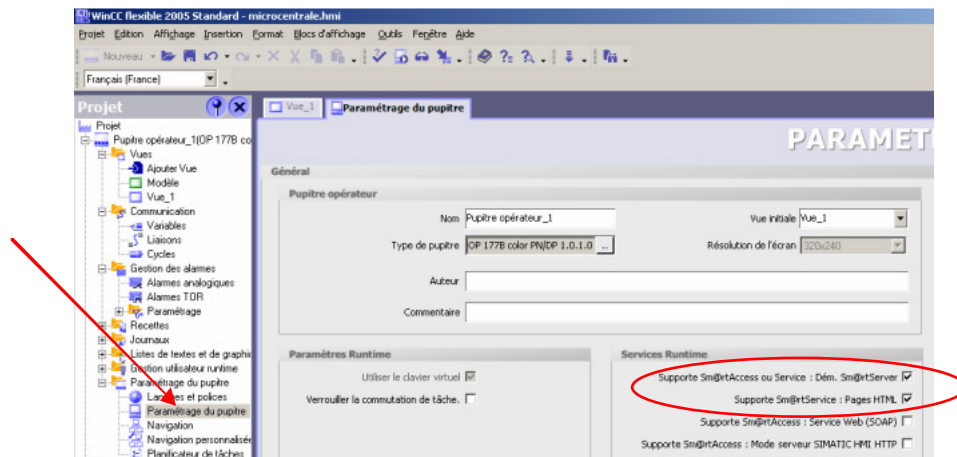 WinCC flexible 2005 Standard - microcentrale.hmi
Projet Edition Affichage Insertion Format Blocs d'affichage Outils Fenêtre Aide
Nouveau
Français (France)
Projet
Vue_1
Paramétrage du pupitre
Projet
Pupitre opérateur_1(OP 177B co
Vues
Ajouter Vue
Modèle
Vue_1
Communication
Variables
Liaisons
Cycles
Gestion des alarmes
Alarmes analogiques
Alarmes TOR
Paramétrage
Recettes
Journaux
Listes de textes et de graphi
Gestion utilisateur runtime
Paramétrage du pupitre
Langues et polices
Paramétrage du pupitre
Navigation
Navigation personnalisée
Planificateur de tâches
PARAMET
Général
Pupitre opérateur
Nom Pupitre opérateur_1
Vue initiale Vue_1
Type de pupitre OP 177B color PN/DP 1.0.1.0 ...
Résolution de l'écran 320x240
Auteur
Commentaire
Paramètres Runtime
Utiliser le clavier virtuel
Verrouiller la commutation de tâche.
Services Runtime
Supporte Sm@rtAccess ou Service : Dém. Sm@rtServer
Supporte Sm@rtService : Pages HTML
Supporte Sm@rtAccess : Service Web (SOAP)
Supporte Sm@rtAccess : Mode serveur SIMATIC HMI HTTP